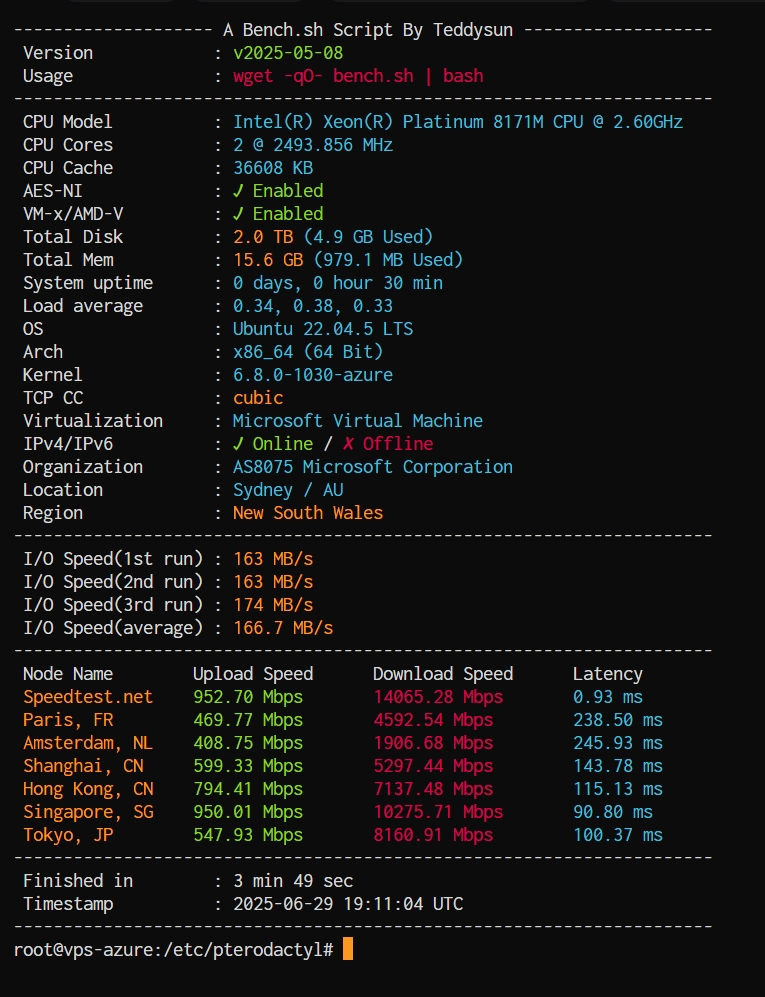 -------------------- A Bench.sh Script By Teddysun -------------------
 Version            : v2025-05-08
 Usage              : wget -qO- bench.sh | bash
----------------------------------------------------------------------
 CPU Model          : Intel(R) Xeon(R) Platinum 8171M CPU @ 2.60GHz
 CPU Cores          : 2 @ 2493.856 MHz
 CPU Cache          : 36608 KB
 AES-NI             : ✓ Enabled
 VM-x/AMD-V         : ✓ Enabled
 Total Disk         : 2.0 TB (4.9 GB Used)
 Total Mem          : 15.6 GB (979.1 MB Used)
 System uptime      : 0 days, 0 hour 30 min
 Load average       : 0.34, 0.38, 0.33
 OS                 : Ubuntu 22.04.5 LTS
 Arch               : x86_64 (64 Bit)
 Kernel             : 6.8.0-1030-azure
 TCP CC             : cubic
 Virtualization     : Microsoft Virtual Machine
 IPv4/IPv6          : ✓ Online / ✗ Offline
 Organization       : AS8075 Microsoft Corporation
 Location           : Sydney / AU
 Region             : New South Wales
----------------------------------------------------------------------
 I/O Speed(1st run) : 163 MB/s
 I/O Speed(2nd run) : 163 MB/s
 I/O Speed(3rd run) : 174 MB/s
 I/O Speed(average) : 166.7 MB/s
----------------------------------------------------------------------
 Node Name        Upload Speed      Download Speed      Latency
 Speedtest.net    952.70 Mbps       14065.28 Mbps       0.93 ms
 Paris, FR        469.77 Mbps       4592.54 Mbps        238.50 ms
 Amsterdam, NL    408.75 Mbps       1906.68 Mbps        245.93 ms
 Shanghai, CN     599.33 Mbps       5297.44 Mbps        143.78 ms
 Hong Kong, CN    794.41 Mbps       7137.48 Mbps        115.13 ms
 Singapore, SG    950.01 Mbps       10275.71 Mbps       90.80 ms
 Tokyo, JP        547.93 Mbps       8160.91 Mbps        100.37 ms
----------------------------------------------------------------------
 Finished in        : 3 min 49 sec
 Timestamp          : 2025-06-29 19:11:04 UTC
----------------------------------------------------------------------
root@vps-azure:/etc/pterodactyl#